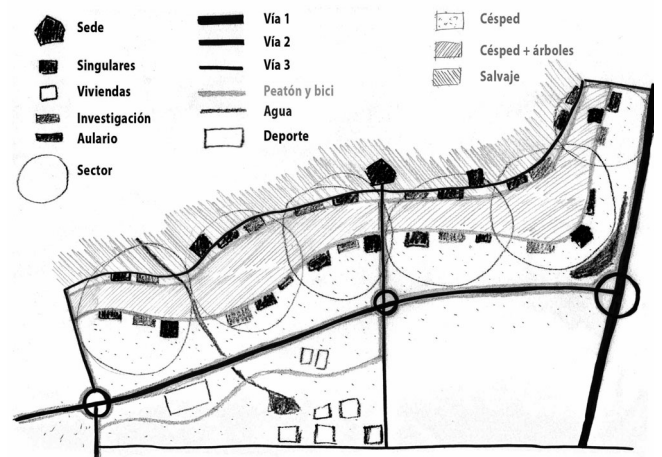 Sede
Singulares
Viviendas
Investigación
Aulario
Sector
Vía 1
Vía 2
Vía 3
Peatón y bici
Agua
Deporte
Césped
Césped + árboles
Salvaje